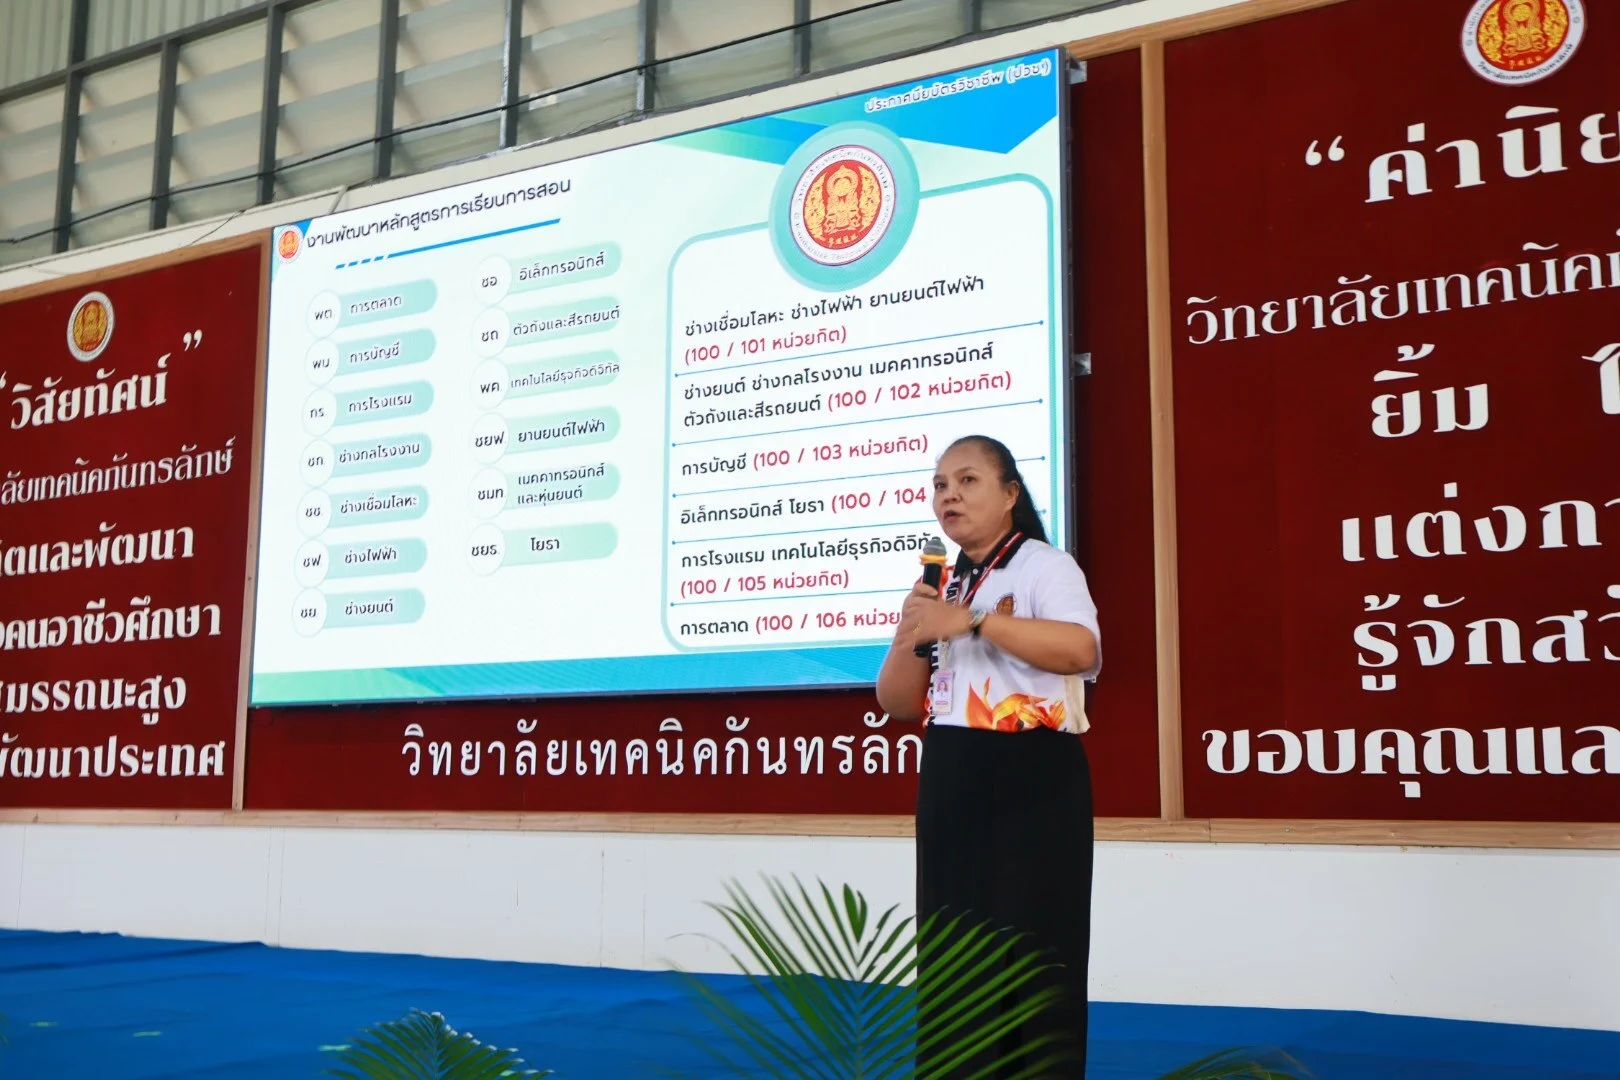 “วิสัยทัศน์”
ลัยเทคนิคกันทรลักษ์
ตและพัฒนา
คนอาชีวศึกษา
มรรถนะสูง
พัฒนาประเทศ
งานพัฒนาหลักสูตรการเรียนการสอน
ประกาศนียบัตรวิชาชีพ (ปวช)
พต. การตลาด
พบ. การบัญชี
กร. การโรงแรม
ชก. ช่างกลโรงงาน
ชช. ช่างเชื่อมโลหะ
ชฟ ช่างไฟฟ้า
ชย ช่างยนต์
ชอ. อิเล็กทรอนิกส์
ชถ ตัวถังและสีรถยนต์
พด. เทคโนโลยีธุรกิจดิจิทัล
ชยฟ ยานยนต์ไฟฟ้า
ชมท เมคคาทรอนิกส์
และหุ่นยนต์
ชยธ. โยธา
ช่างเชื่อมโลหะ ช่างไฟฟ้า ยานยนต์ไฟฟ้า
(100 / 101 หน่วยกิต)
ช่างยนต์ ช่างกลโรงงาน เมคคาทรอนิกส์
ตัวถังและสีรถยนต์ (100 / 102 หน่วยกิต)
การบัญชี (100 / 103 หน่วยกิต)
อิเล็กทรอนิกส์ โยธา (100 / 104
การโรงแรม เทคโนโลยีธุรกิจดิจิทัล
(100 / 105 หน่วยกิต)
การตลาด (100 / 106 หน่วย
วิทยาลัยเทคนิคกันทรลัก
“ค่านิย
วิทยาลัยเทคนิคกั
ยิ้ม ไ
แต่งกา
รู้จักสวั
ขอบคุณแล